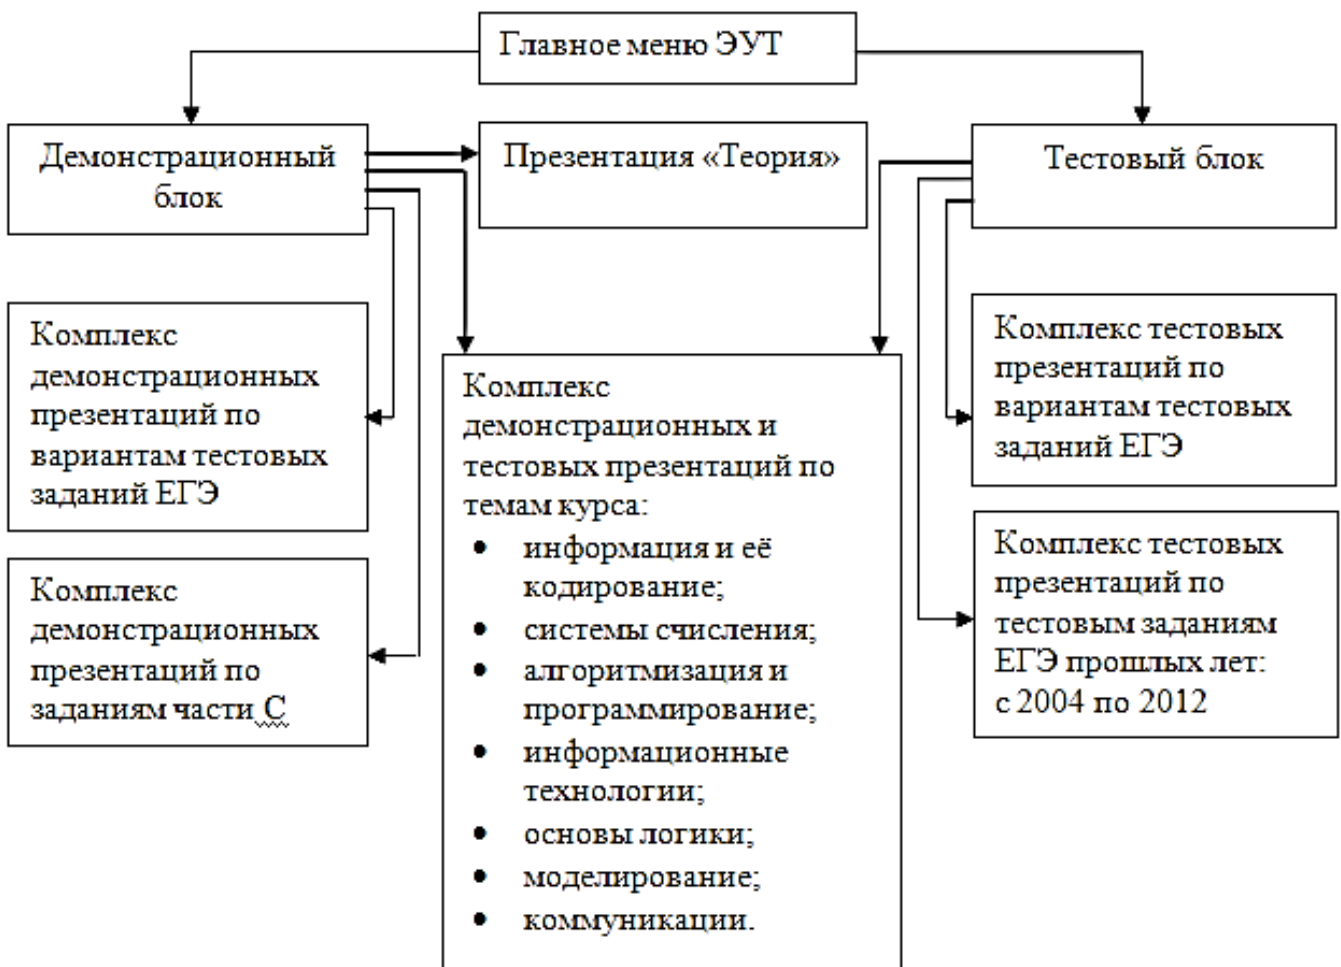 Главное меню ЭУТ
Демонстрационный
блок
Презентация «Теория»
Тестовый блок
Комплекс
демонстрационных
презентаций по
вариантам тестовых
заданий ЕГЭ
Комплекс
демонстрационных
презентаций по
заданиям части С
Комплекс
демонстрационных и
тестовых презентаций по
темам курса:
• информация и её
кодирование;
• системы счисления;
• алгоритмизация и
программирование;
• информационные
технологии;
• основы логики;
• моделирование;
• коммуникации.
Комплекс тестовых
презентаций по
вариантам тестовых
заданий ЕГЭ
Комплекс тестовых
презентаций по
тестовым заданиям
ЕГЭ прошлых лет:
с 2004 по 2012